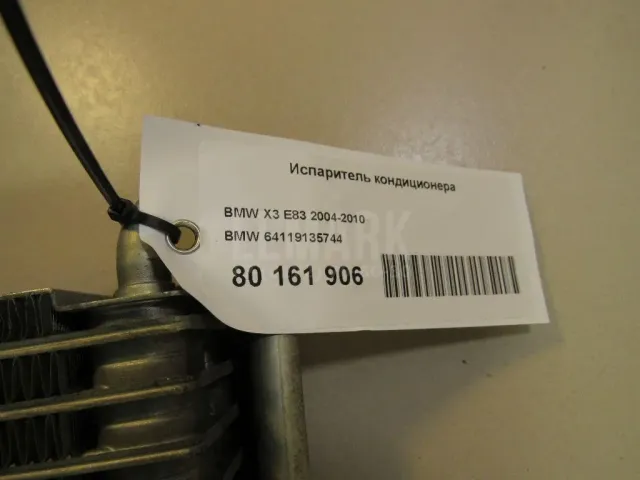 Испаритель кондиционера
BMW X3 E83 2004-2010
BMW 64119135744
80 161 906